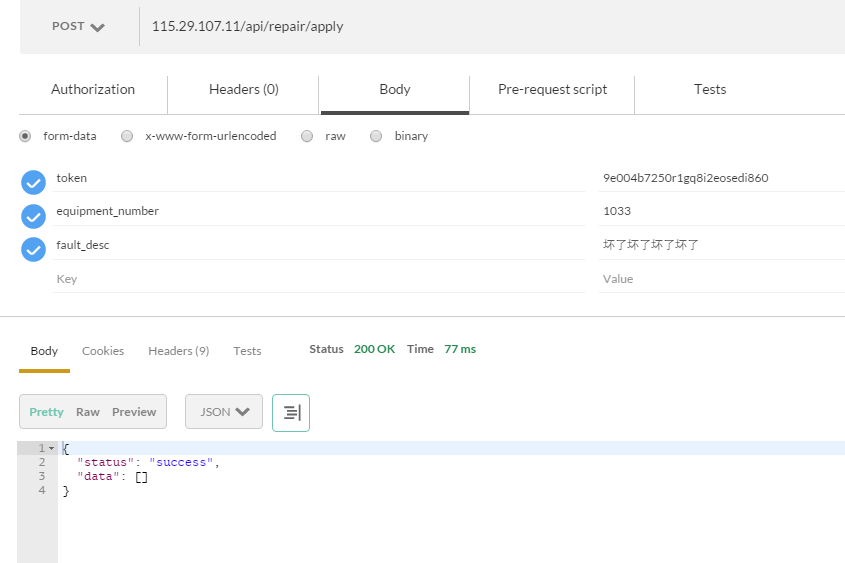 POST 115.29.107.11/api/repair/apply
Authorization Headers (0) Body Pre-request script Tests
form-data x-www-form-urlencoded raw binary
token 9e004b7250r1gq8i2eosedi860
equipment_number 1033
fault_desc 坏了坏了坏了坏了
Key Value
Body Cookies Headers (9) Tests Status 200 OK Time 77 ms
Pretty Raw Preview JSON
1 {
2 "status": "success",
3 "data": []
4 }